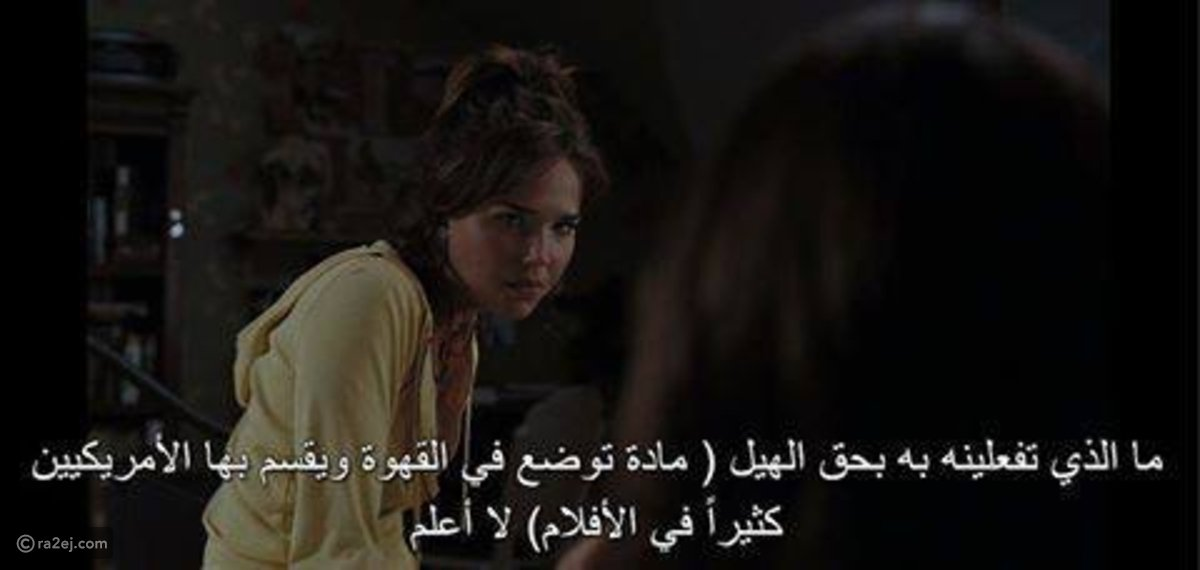 ما الذي تفعلينه به بحق الهيل ( مادة توضع في القهوة ويقسم بها الأمريكيين
كثيراً في الأفلام) لا أعلم
© ra2ej.com